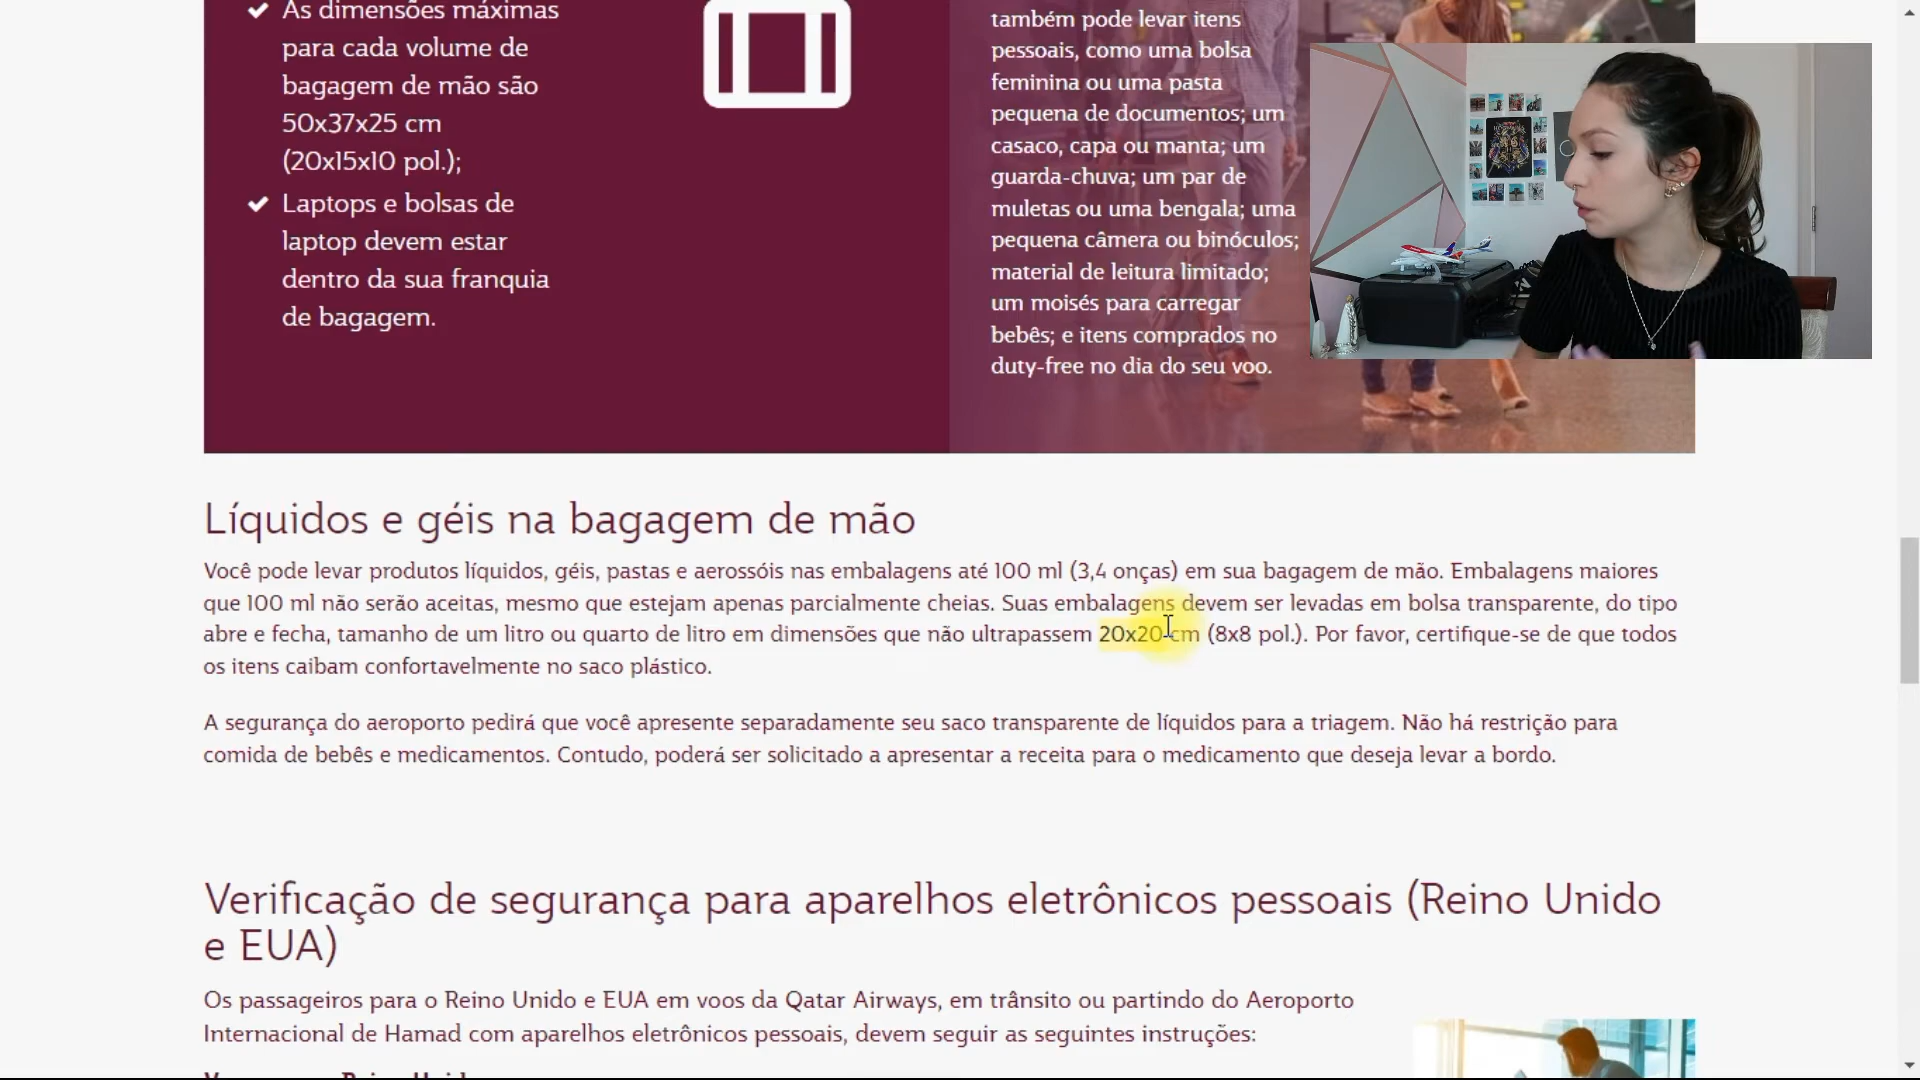 As dimensões máximas
para cada volume de
bagagem de mão são
50x37x25 cm
(20x15x10 pol.);
Laptops e bolsas de
laptop devem estar
dentro da sua franquia
de bagagem.
também pode levar itens
pessoais, como uma bolsa
feminina ou uma pasta
pequena de documentos; um
casaco, capa ou manta; um
guarda-chuva; um par de
muletas ou uma bengala; uma
pequena câmera ou binóculos;
material de leitura limitado;
um moisés para carregar
bebês; e itens comprados no
duty-free no dia do seu voo.
Líquidos e géis na bagagem de mão
Você pode levar produtos líquidos, géis, pastas e aerossóis nas embalagens até 100 ml (3,4 onças) em sua bagagem de mão. Embalagens maiores
que 100 ml não serão aceitas, mesmo que estejam apenas parcialmente cheias. Suas embalagens devem ser levadas em bolsa transparente, do tipo
abre e fecha, tamanho de um litro ou quarto de litro em dimensões que não ultrapassem 20x20 cm (8x8 pol.). Por favor, certifique-se de que todos
os itens caibam confortavelmente no saco plástico.
A segurança do aeroporto pedirá que você apresente separadamente seu saco transparente de líquidos para a triagem. Não há restrição para
comida de bebês e medicamentos. Contudo, poderá ser solicitado a apresentar a receita para o medicamento que deseja levar a bordo.
Verificação de segurança para aparelhos eletrônicos pessoais (Reino Unido
e EUA)
Os passageiros para o Reino Unido e EUA em voos da Qatar Airways, em trânsito ou partindo do Aeroporto
Internacional de Hamad com aparelhos eletrônicos pessoais, devem seguir as seguintes instruções: